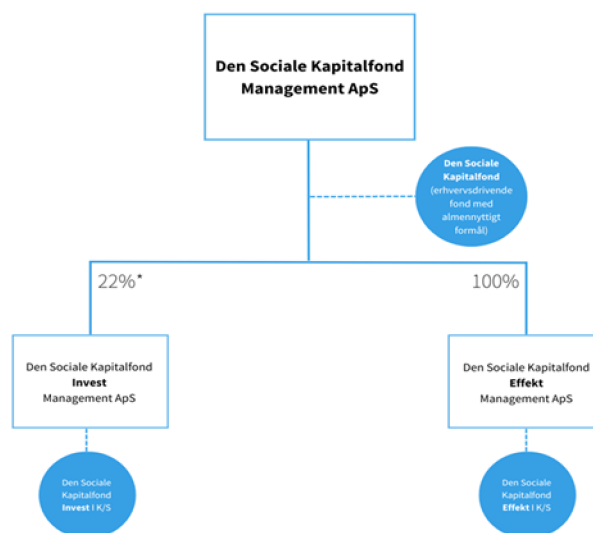 Den Sociale Kapitalfond
Management ApS
Den Sociale
Kapitalfond
(erhvervsdrivende
fond med
almennyttigt
formål)
22%*
100%
Den Sociale Kapitalfond
Invest
Management ApS
Den Sociale Kapitalfond
Effekt
Management ApS
Den Sociale
Kapitalfond
Invest I K/S
Den Sociale
Kapitalfond
Effekt I K/S